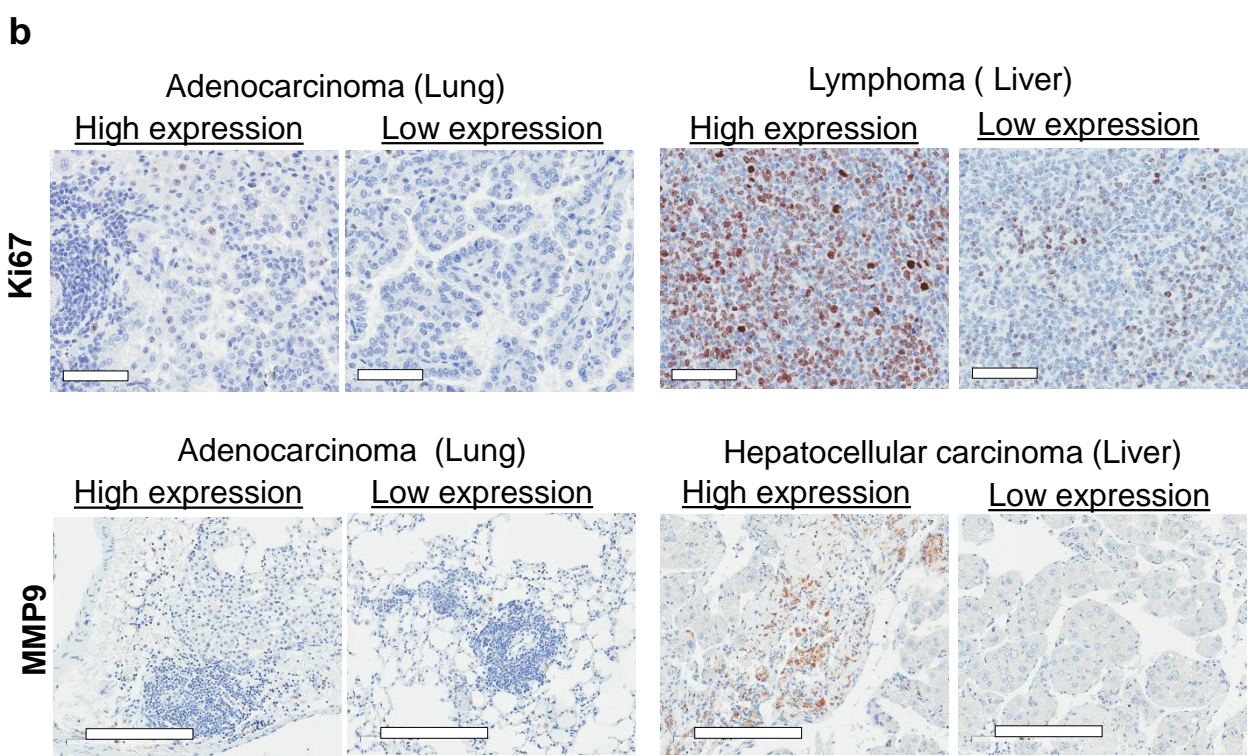 b
Adenocarcinoma (Lung)
Lymphoma ( Liver)
High expression
Low expression
High expression
Low expression
Ki67
Adenocarcinoma  (Lung)
Hepatocellular carcinoma (Liver)
High expression
Low expression
High expression
Low expression
MMP9